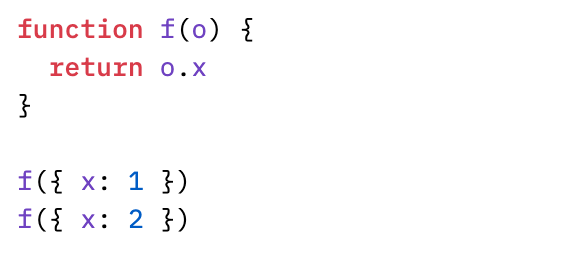 function f(o) {
  return o.x
}

f({ x: 1 })
f({ x: 2 })